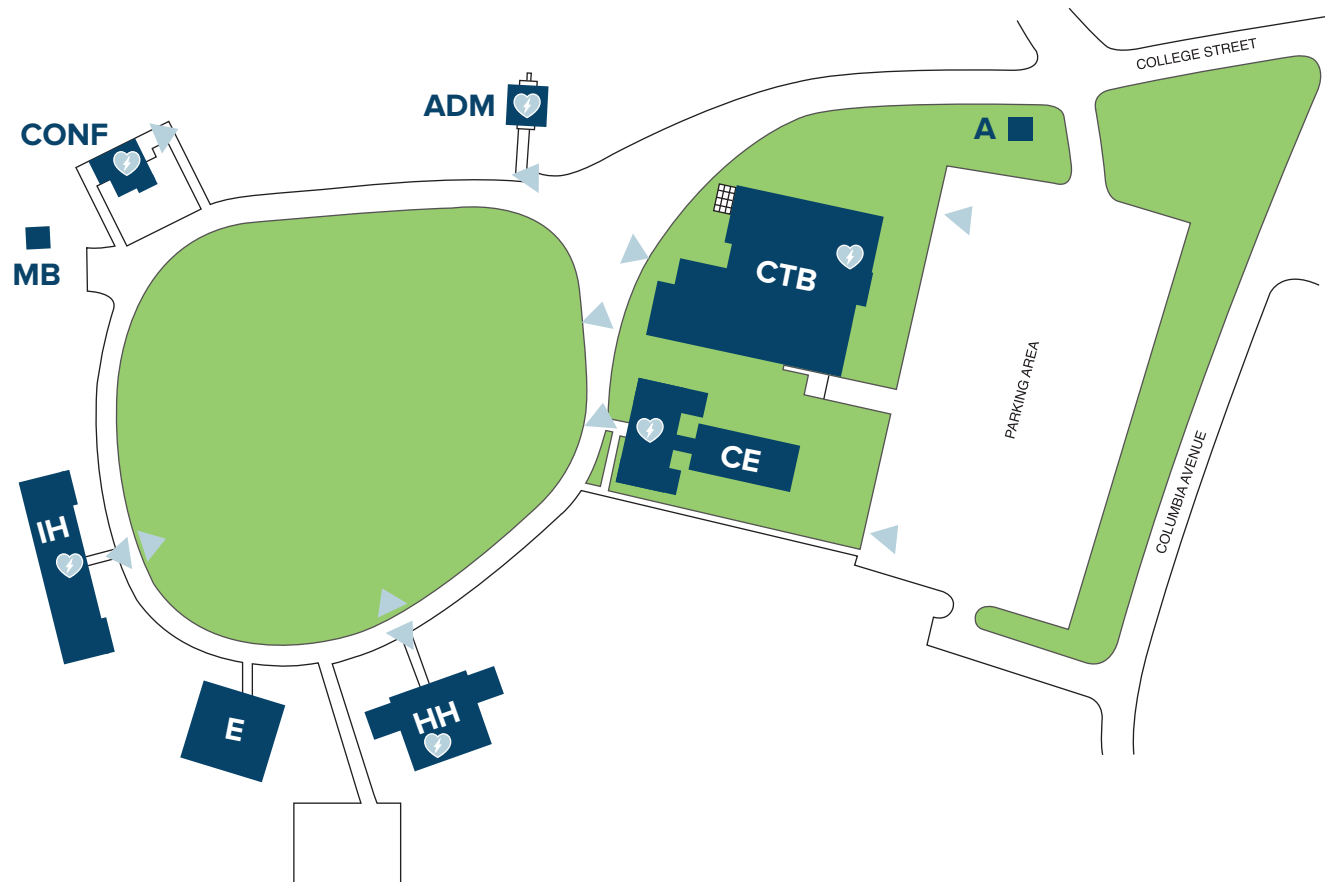 COLLEGE STREET
ADM
A
CONF
MB
CTB
PARKING AREA
CE
COLUMBIA AVENUE
IH
HH
E